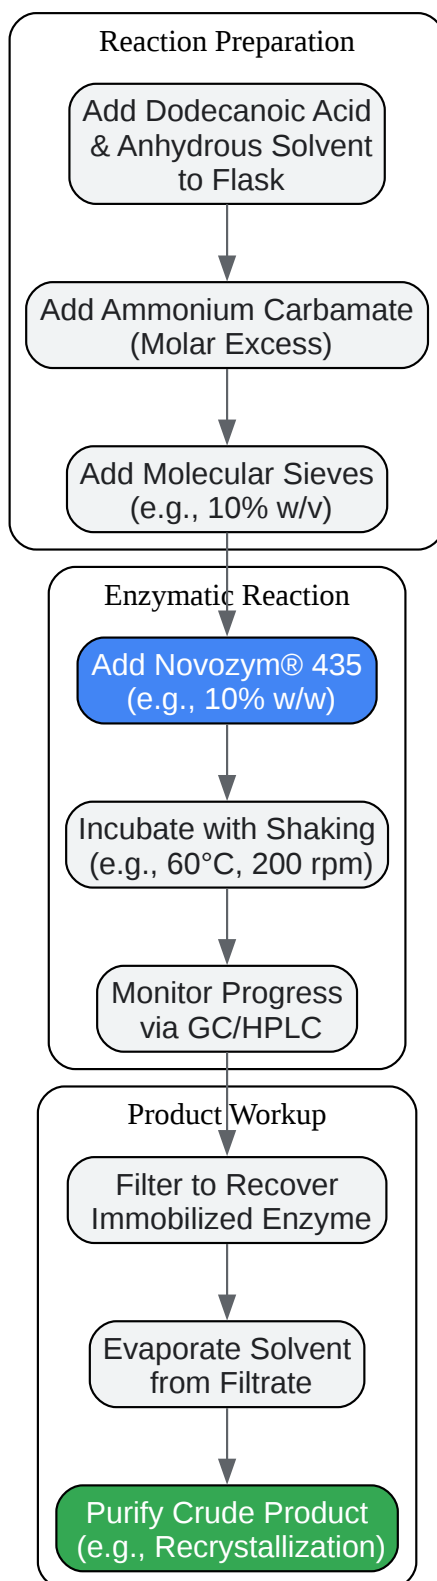 Reaction Preparation
Add Dodecanoic Acid
& Anhydrous Solvent
to Flask
Add Ammonium Carbamate
(Molar Excess)
Add Molecular Sieves
(e.g., 10% w/v)
Enzymatic Reaction
Add Novozym® 435
(e.g., 10% w/w)
Incubate with Shaking
(e.g., 60°C, 200 rpm)
Monitor Progress
via GC/HPLC
Product Workup
Filter to Recover
Immobilized Enzyme
Evaporate Solvent
from Filtrate
Purify Crude Product
(e.g., Recrystallization)